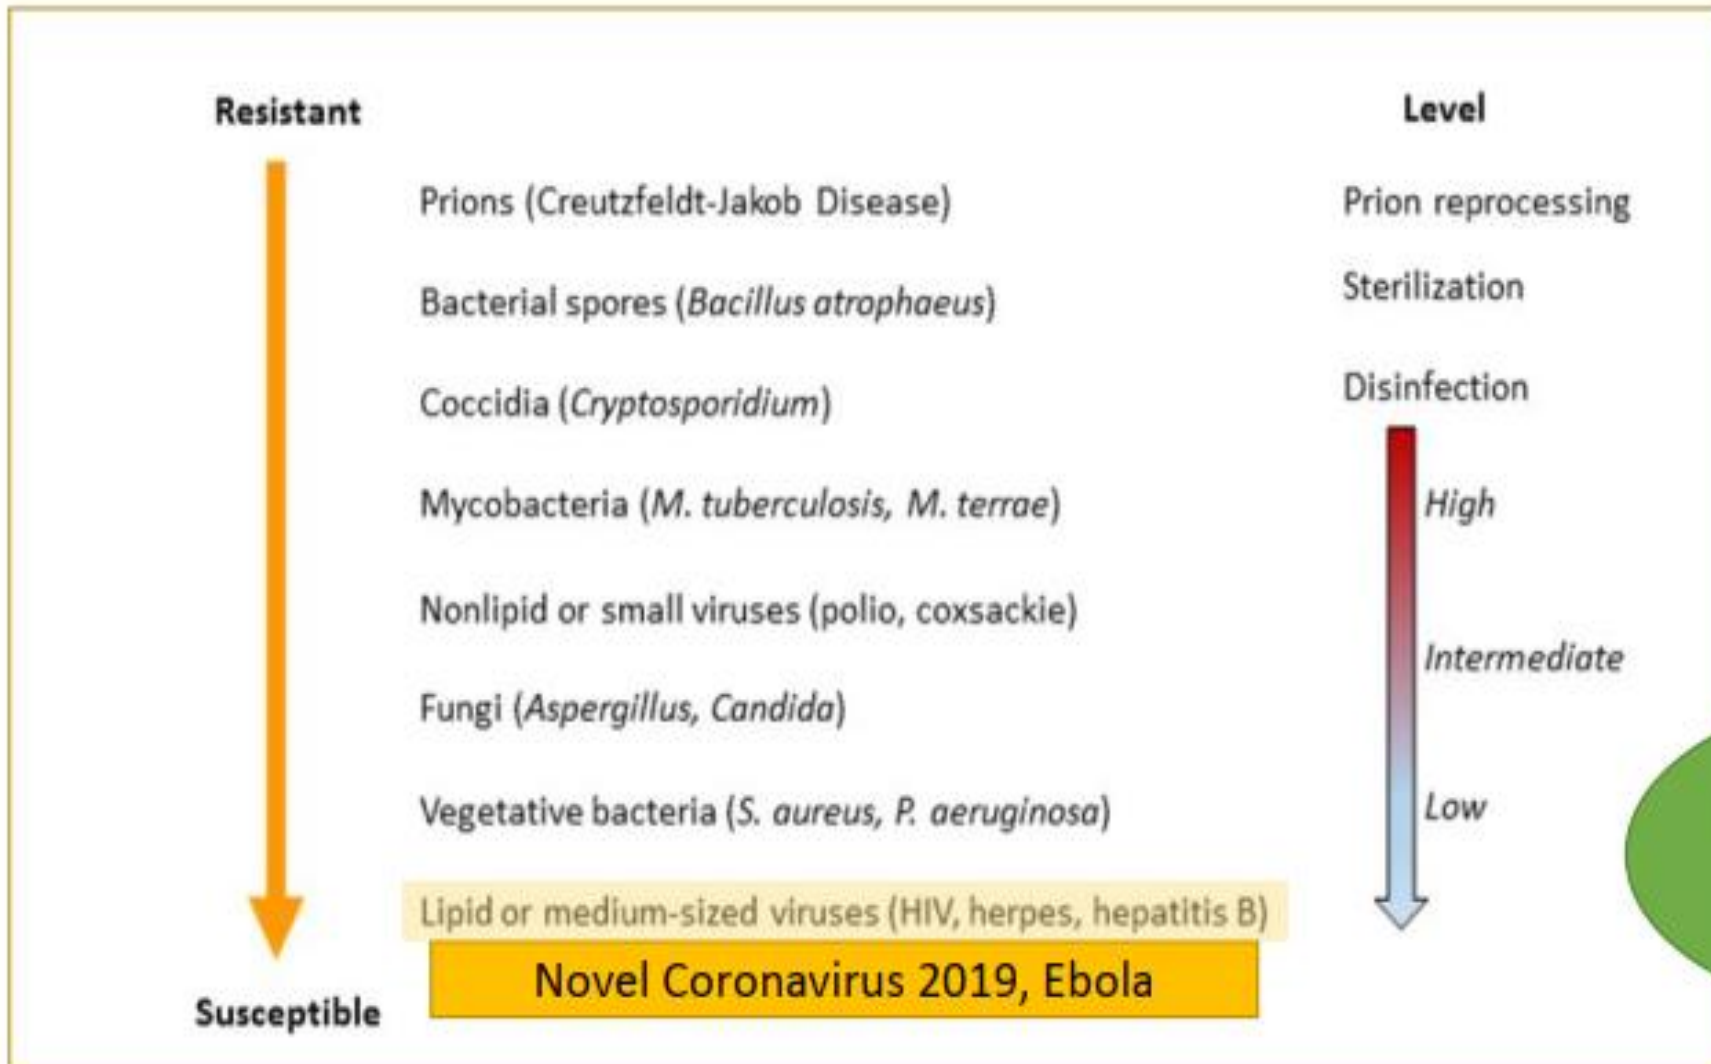 Resistant
Level
Prions (Creutzfeldt-Jakob Disease)
Prion reprocessing
Bacterial spores (Bacillus atrophaeus)
Sterilization
Coccidia (Cryptosporidium)
Disinfection
Mycobacteria (M. tuberculosis, M. terrae)
High
Nonlipid or small viruses (polio, coxsackie)
Intermediate
Fungi (Aspergillus, Candida)
Vegetative bacteria (S. aureus, P. aeruginosa)
Low
Lipid or medium-sized viruses (HIV, herpes, hepatitis B)
Novel Coronavirus 2019, Ebola
Susceptible